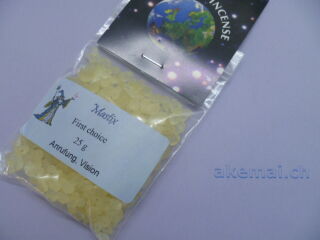 INCENSE
Mastix
First choice
25 g
Anrufung, Vision
akemai.ch